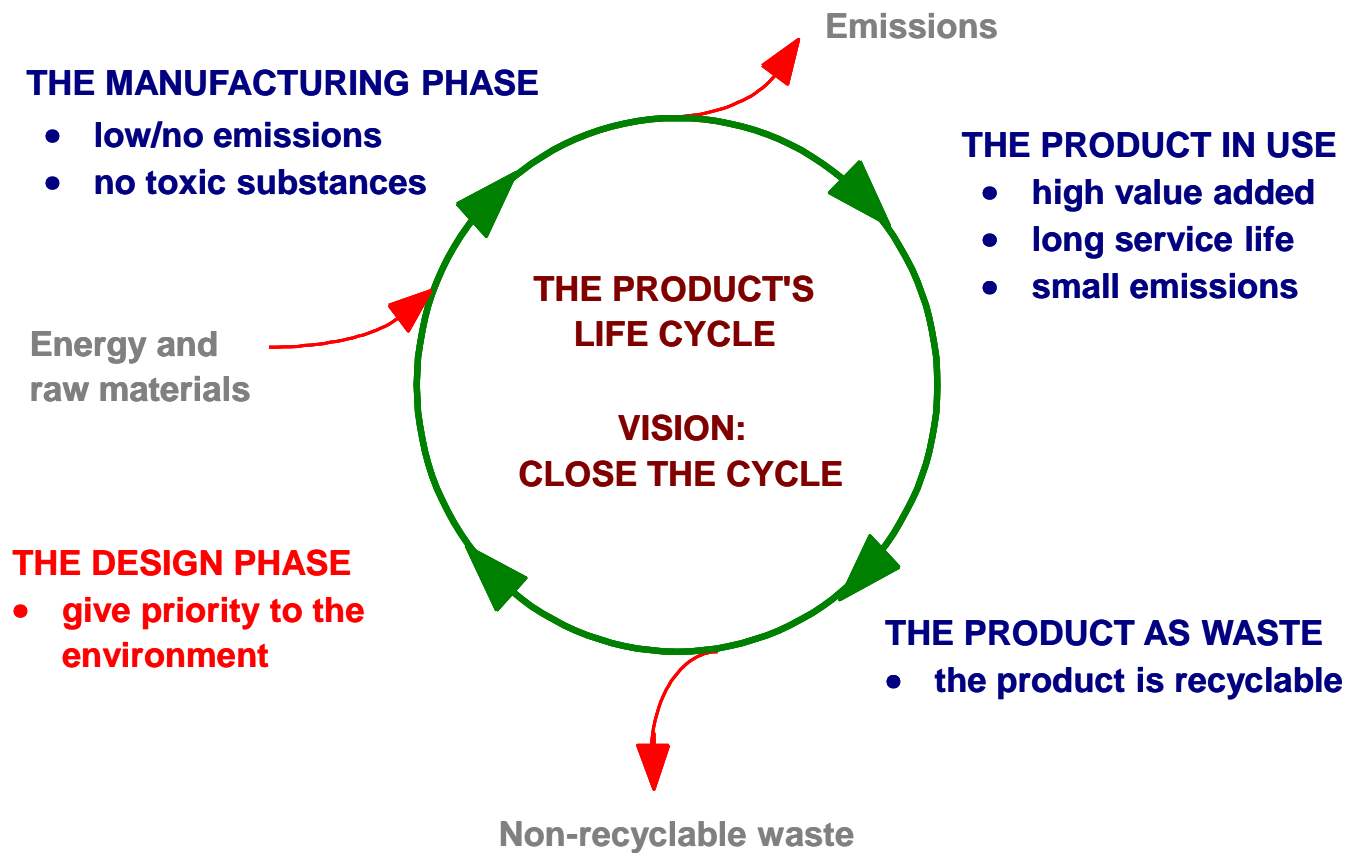 Emissions
THE MANUFACTURING PHASE
• low/no emissions
• no toxic substances
THE PRODUCT IN USE
• high value added
• long service life
• small emissions
THE PRODUCT'S
LIFE CYCLE
VISION:
CLOSE THE CYCLE
Energy and
raw materials
THE DESIGN PHASE
• give priority to the
environment
THE PRODUCT AS WASTE
• the product is recyclable
Non-recyclable waste